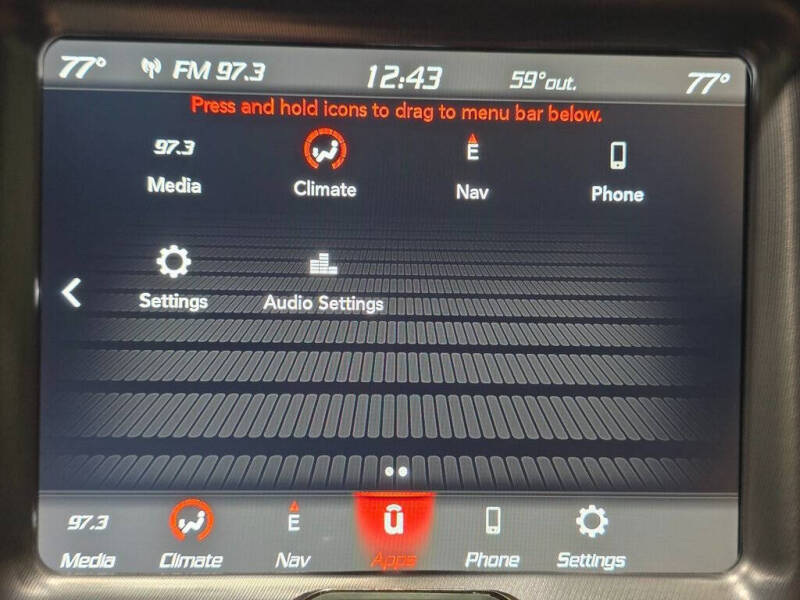 77° FM 97.3 12:43 59°out. 77°
Press and hold icons to drag to menu bar below.
97.3 E
Media Climate Nav Phone
Settings Audio Settings
97.3 E û
Media Climate Nav Apps Phone Settings